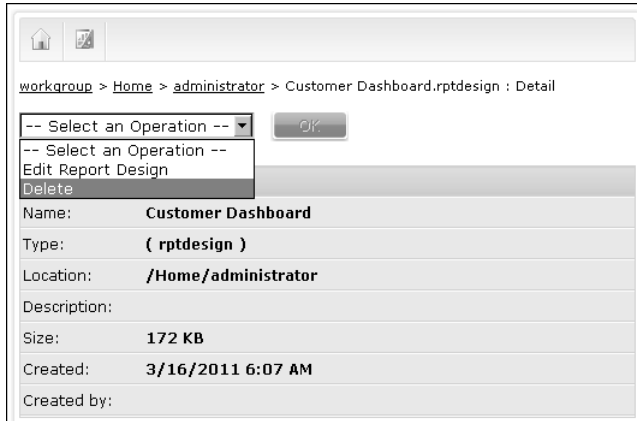 workgroup > Home > administrator > Customer Dashboard.rptdesign : Detail
-- Select an Operation -- OK
-- Select an Operation --
Edit Report Design
Delete
Name: Customer Dashboard
Type: ( rptdesign )
Location: /Home/administrator
Description:
Size: 172 KB
Created: 3/16/2011 6:07 AM
Created by: